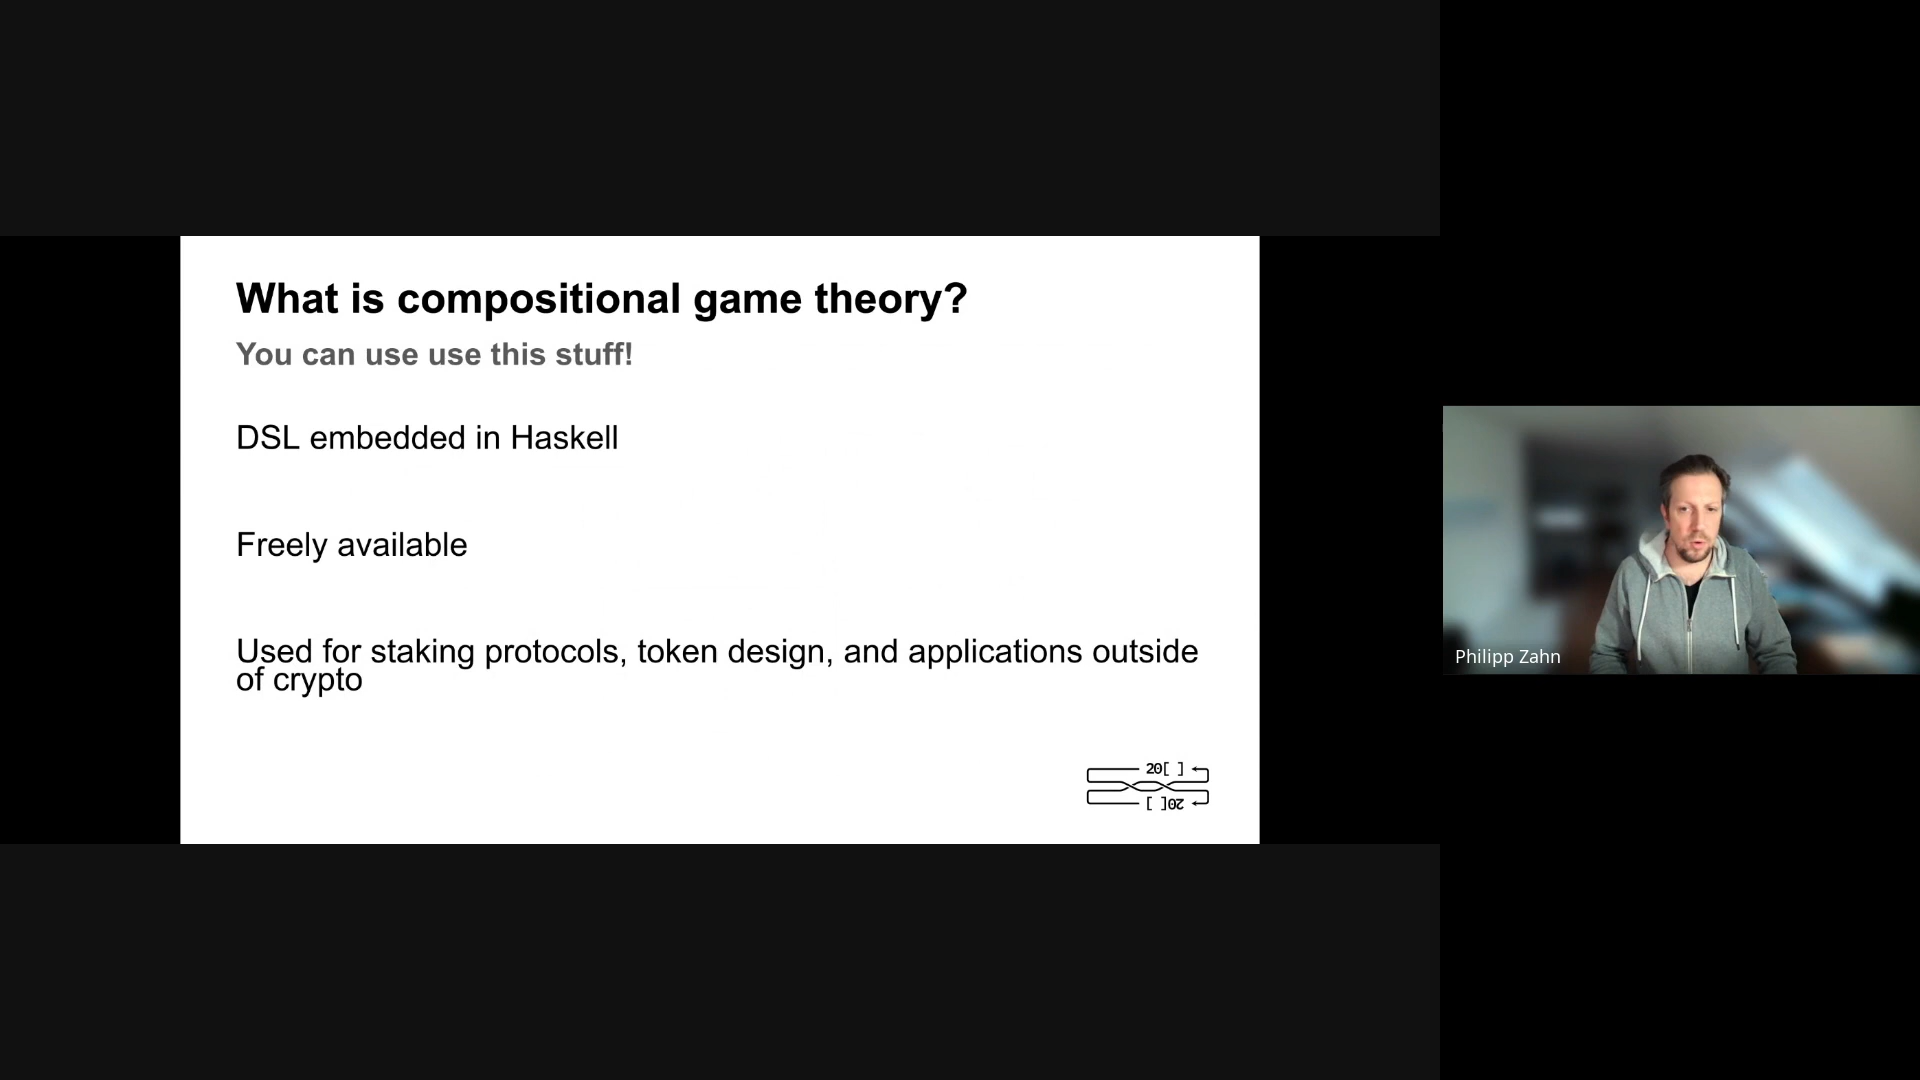 What is compositional game theory?
You can use use this stuff!
DSL embedded in Haskell
Freely available
Used for staking protocols, token design, and applications outside
of crypto
20[ ]
[ ]20
Philipp Zahn